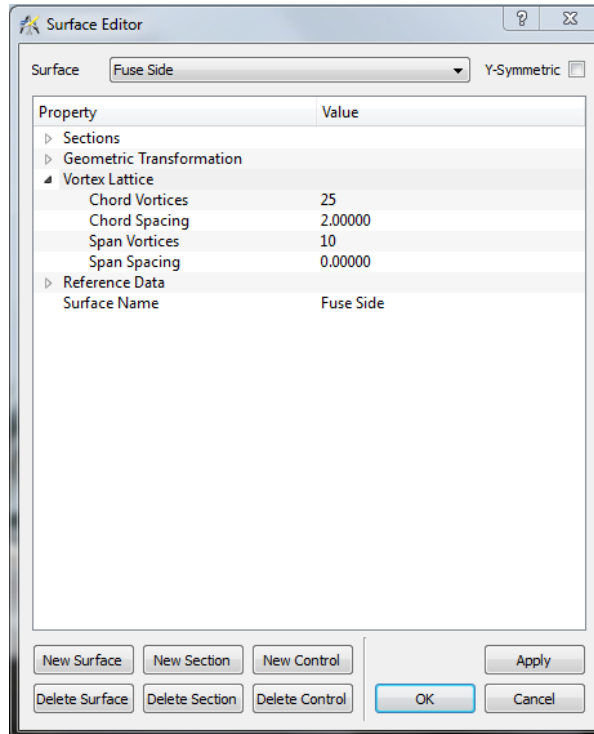 Surface Editor
Surface Fuse Side Y-Symmetric
Property Value
Sections
Geometric Transformation
Vortex Lattice
Chord Vortices 25
Chord Spacing 2.00000
Span Vortices 10
Span Spacing 0.00000
Reference Data
Surface Name Fuse Side
New Surface New Section New Control Apply
Delete Surface Delete Section Delete Control OK Cancel